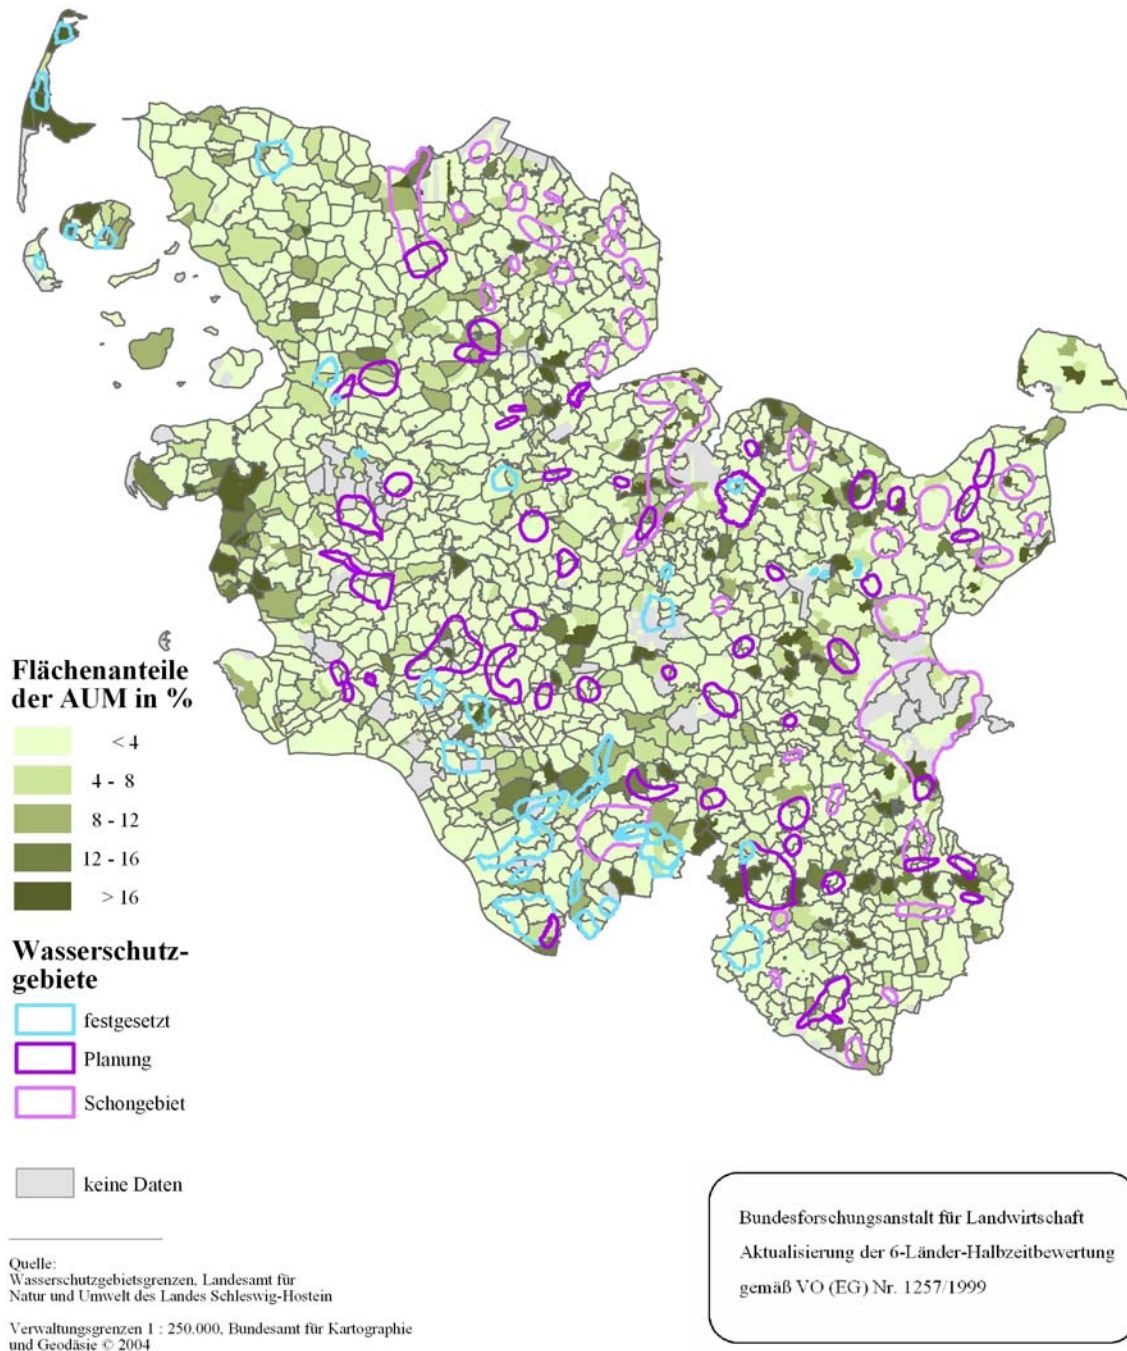 Flächenanteile
der AUM in %
< 4
4 - 8
8 - 12
12 - 16
> 16
Wasserschutz-
gebiete
festgesetzt
Planung
Schongebiet
keine Daten
Quelle:
Wasserschutzgebietsgrenzen, Landesamt für
Natur und Umwelt des Landes Schleswig-Hostein
Verwaltungsgrenzen 1 : 250.000, Bundesamt für Kartographie
und Geodäsie © 2004
Bundesforschungsanstalt für Landwirtschaft
Aktualisierung der 6-Länder-Halbzeitbewertung
gemäß VO (EG) Nr. 1257/1999